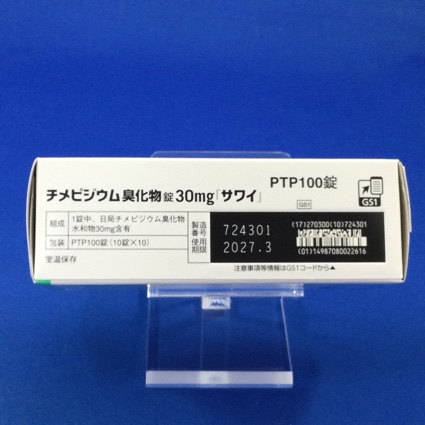 PTP100錠
チメピジウム臭化物錠30mg「サワイ」
GS1
GS1
組成 1錠中、日局チメピジウム臭化物
水和物30mg含有
包装 PTP100錠(10錠×10)
室温保存
製造番号 724301
使用期限 2027.3
(17)270300(10)724301
(01)14987080022616
注意事項等情報はGS1コードから▲